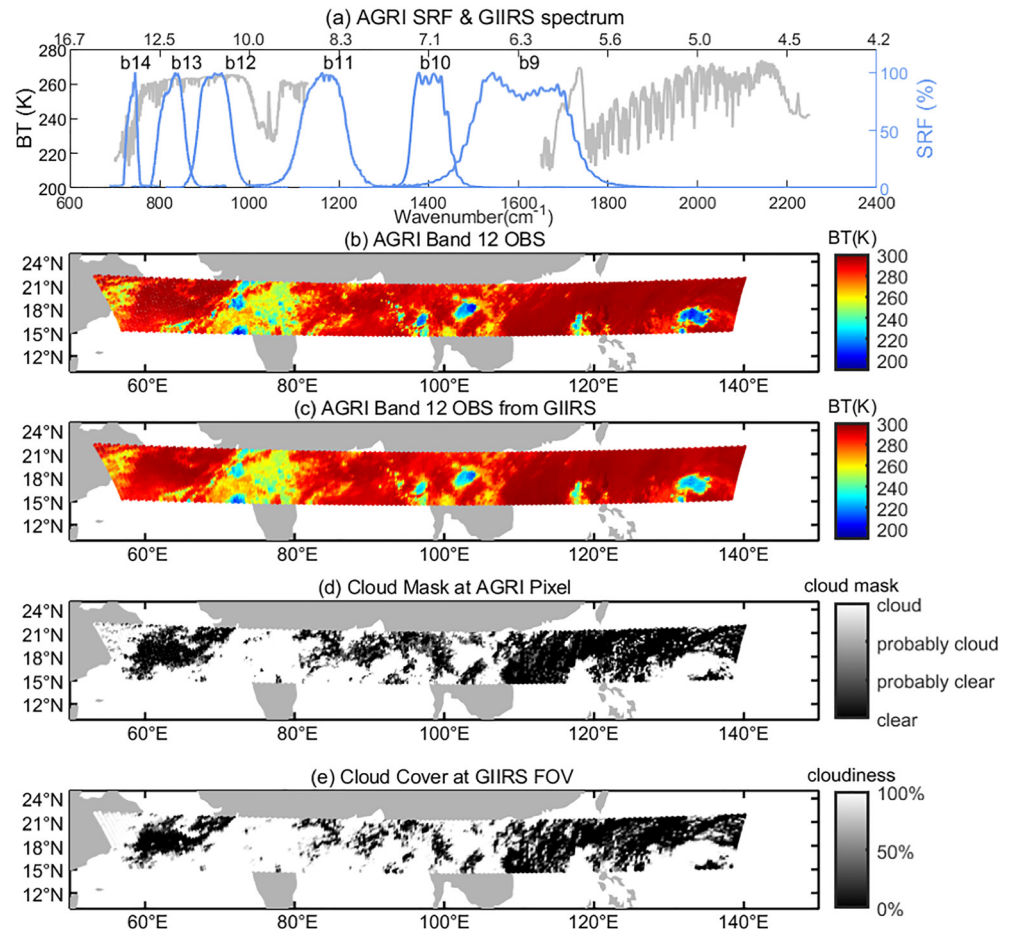 (a) AGRI SRF & GIIRS spectrum
16.7 12.5 10.0 8.3 7.1 6.3 5.6 5.0 4.5 4.2
280 b14 b13 b12 b11 b10 b9
260 100
240
220 50
200 0
BT (K)
SRF (%)
600 800 1000 1200 1400 1600 1800 2000 2200 2400
Wavenumber(cm-1)
(b) AGRI Band 12 OBS
BT(K)
24°N 300
21°N 280
18°N 260
15°N 240
12°N 220
200
60°E 80°E 100°E 120°E 140°E
(c) AGRI Band 12 OBS from GIIRS
BT(K)
24°N 300
21°N 280
18°N 260
15°N 240
12°N 220
200
60°E 80°E 100°E 120°E 140°E
(d) Cloud Mask at AGRI Pixel
cloud mask
24°N cloud
21°N probably cloud
18°N
15°N probably clear
12°N clear
60°E 80°E 100°E 120°E 140°E
(e) Cloud Cover at GIIRS FOV
cloudiness
24°N 100%
21°N
18°N 50%
15°N
12°N 0%
60°E 80°E 100°E 120°E 140°E